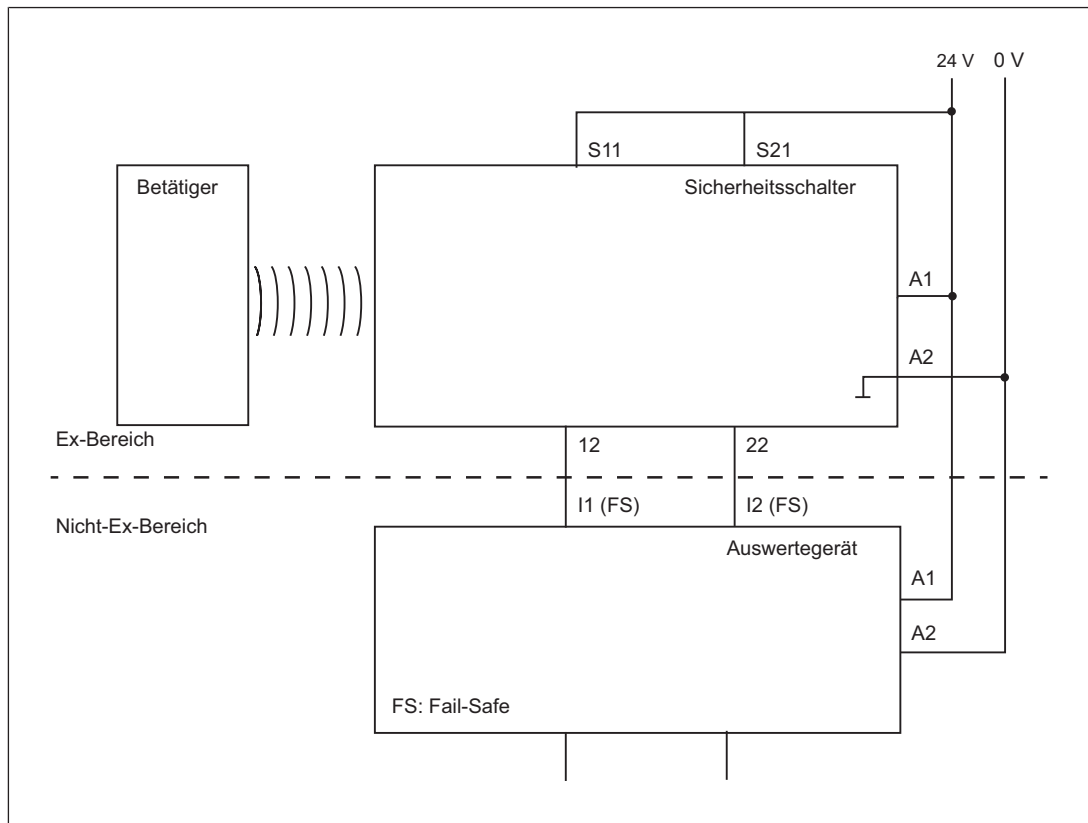 24 V 0 V
S11 S21
Betätiger
Sicherheitsschalter
A1
A2
Ex-Bereich
12 22
Nicht-Ex-Bereich
I1 (FS) I2 (FS)
Auswertegerät
A1
A2
FS: Fail-Safe